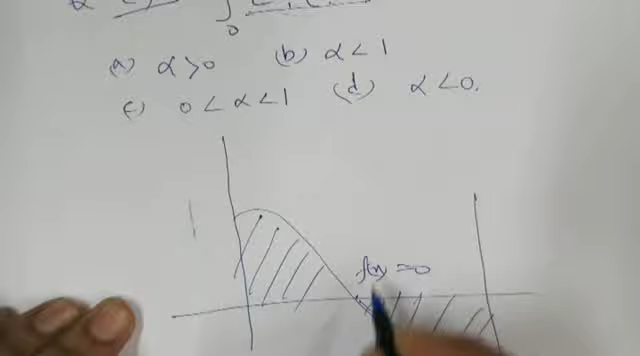 (a) α > 0 (b) α < 1
(c) 0 < α < 1 (d) α < 0.
f(x) = 0